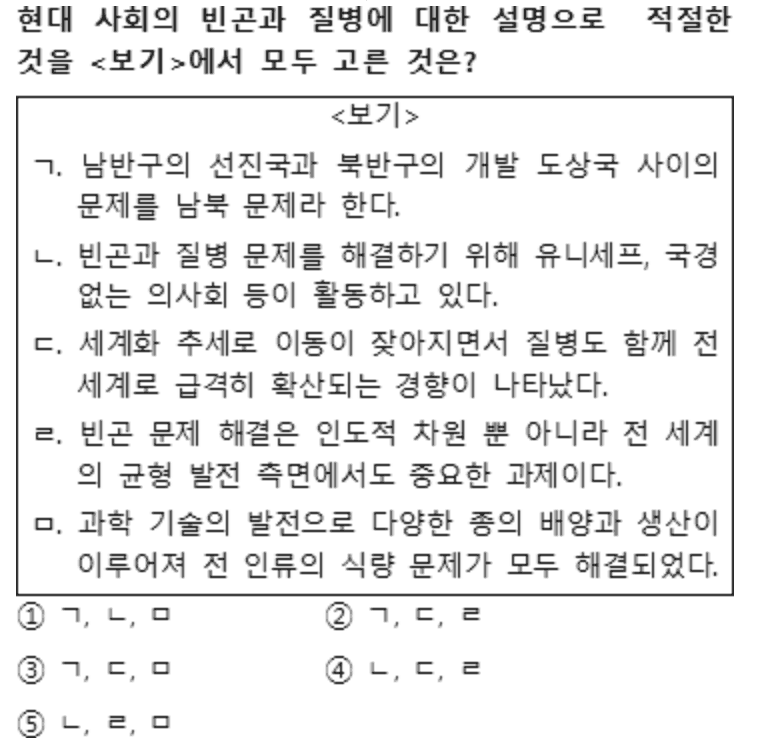 현대 사회의 빈곤과 질병에 대한 설명으로 적절한
것을 <보기>에서 모두 고른 것은?
<보기>
ㄱ. 남반구의 선진국과 북반구의 개발 도상국 사이의
문제를 남북 문제라 한다.
ㄴ. 빈곤과 질병 문제를 해결하기 위해 유니세프, 국경
없는 의사회 등이 활동하고 있다.
ㄷ. 세계화 추세로 이동이 잦아지면서 질병도 함께 전
세계로 급격히 확산되는 경향이 나타났다.
ㄹ. 빈곤 문제 해결은 인도적 차원 뿐 아니라 전 세계
의 균형 발전 측면에서도 중요한 과제이다.
ㅁ. 과학 기술의 발전으로 다양한 종의 배양과 생산이
이루어져 전 인류의 식량 문제가 모두 해결되었다.
① ㄱ, ㄴ, ㅁ ② ㄱ, ㄷ, ㄹ
③ ㄱ, ㄷ, ㅁ ④ ㄴ, ㄷ, ㄹ
⑤ ㄴ, ㄹ, ㅁ